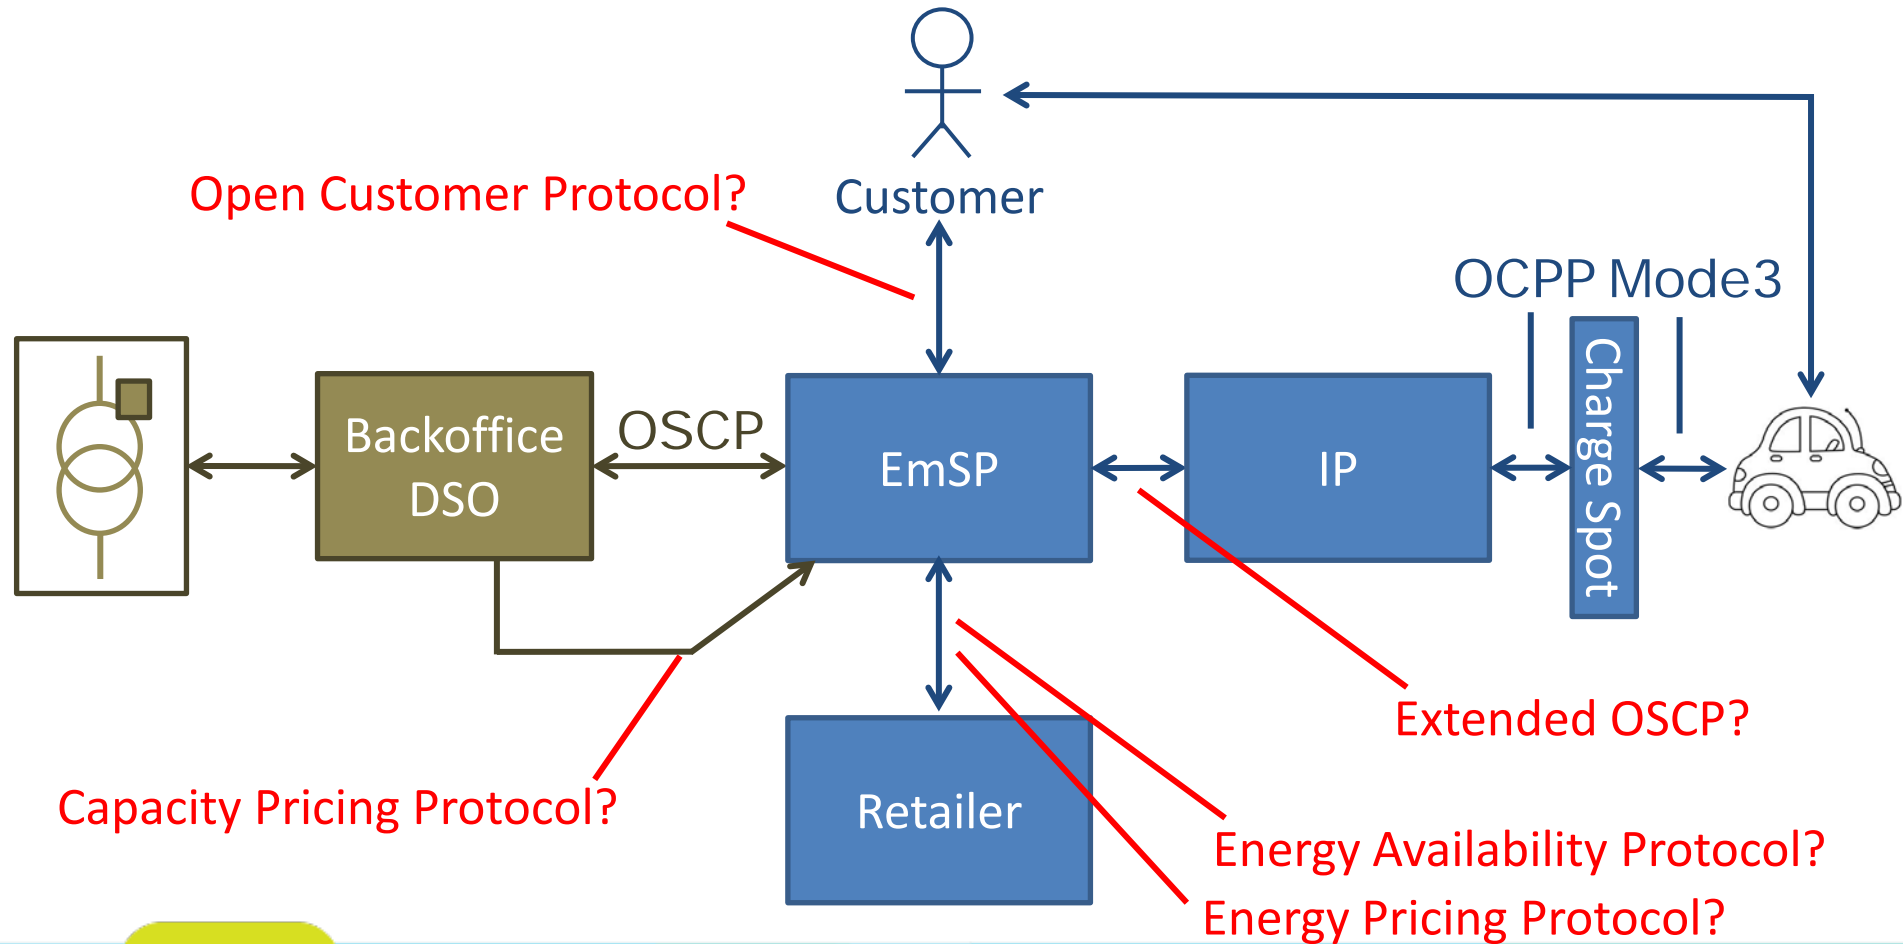 Open Customer Protocol?
Customer
OCPP Mode3
Backoffice
DSO
OSCP
EmSP
IP
Charge Spot
Extended OSCP?
Capacity Pricing Protocol?
Retailer
Energy Availability Protocol?
Energy Pricing Protocol?